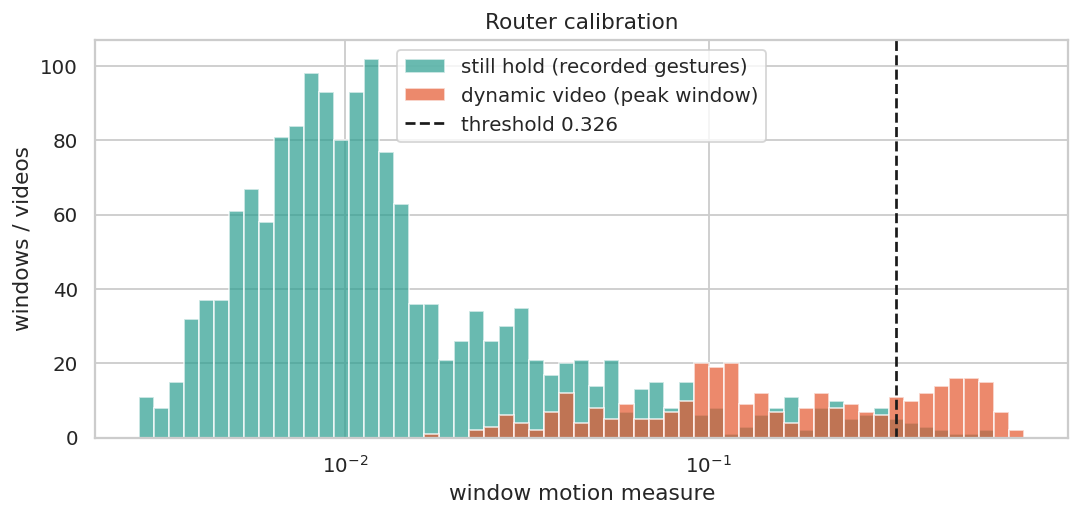 Router calibration
still hold (recorded gestures)
dynamic video (peak window)
threshold 0.326
windows / videos
100
80
60
40
20
0
10⁻²
10⁻¹
window motion measure